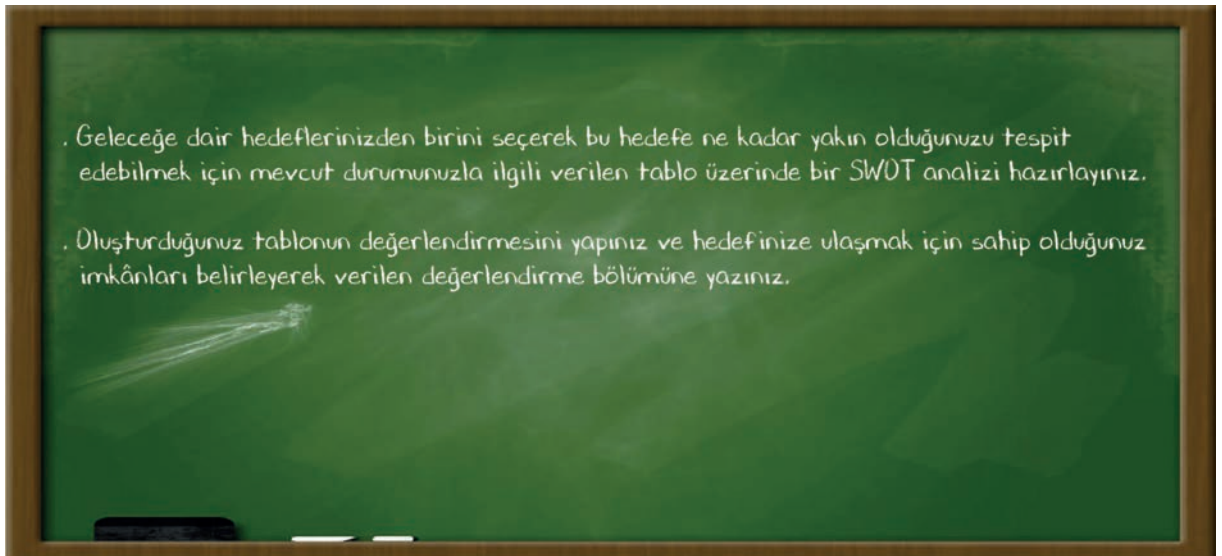 . Geleceğe dair hedeflerinizden birini seçerek bu hedefe ne kadar yakın olduğunuzu tespit
edebilmek için mevcut durumunuzla ilgili verilen tablo üzerinde bir SWOT analizi hazırlayınız.
. Oluşturduğunuz tablonun değerlendirmesini yapınız ve hedefinize ulaşmak için sahip olduğunuz
imkânları belirleyerek verilen değerlendirme bölümüne yazınız.